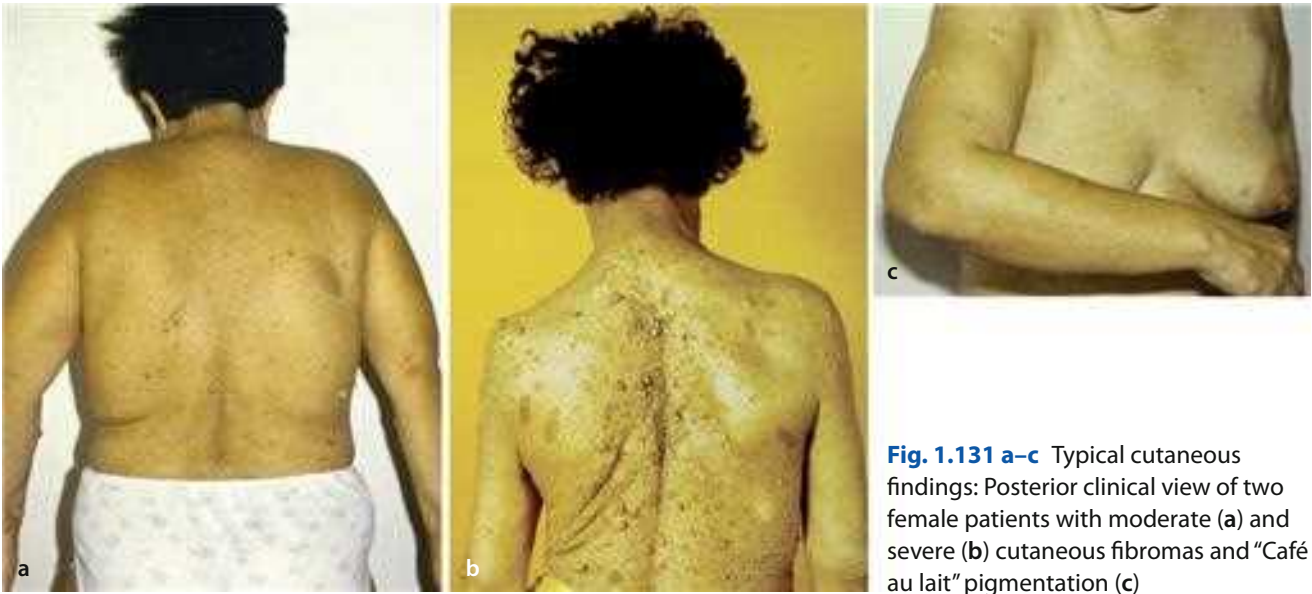 a
b
c
Fig. 1.131 a–c Typical cutaneous
findings: Posterior clinical view of two
female patients with moderate (a) and
severe (b) cutaneous fibromas and “Café
au lait” pigmentation (c)